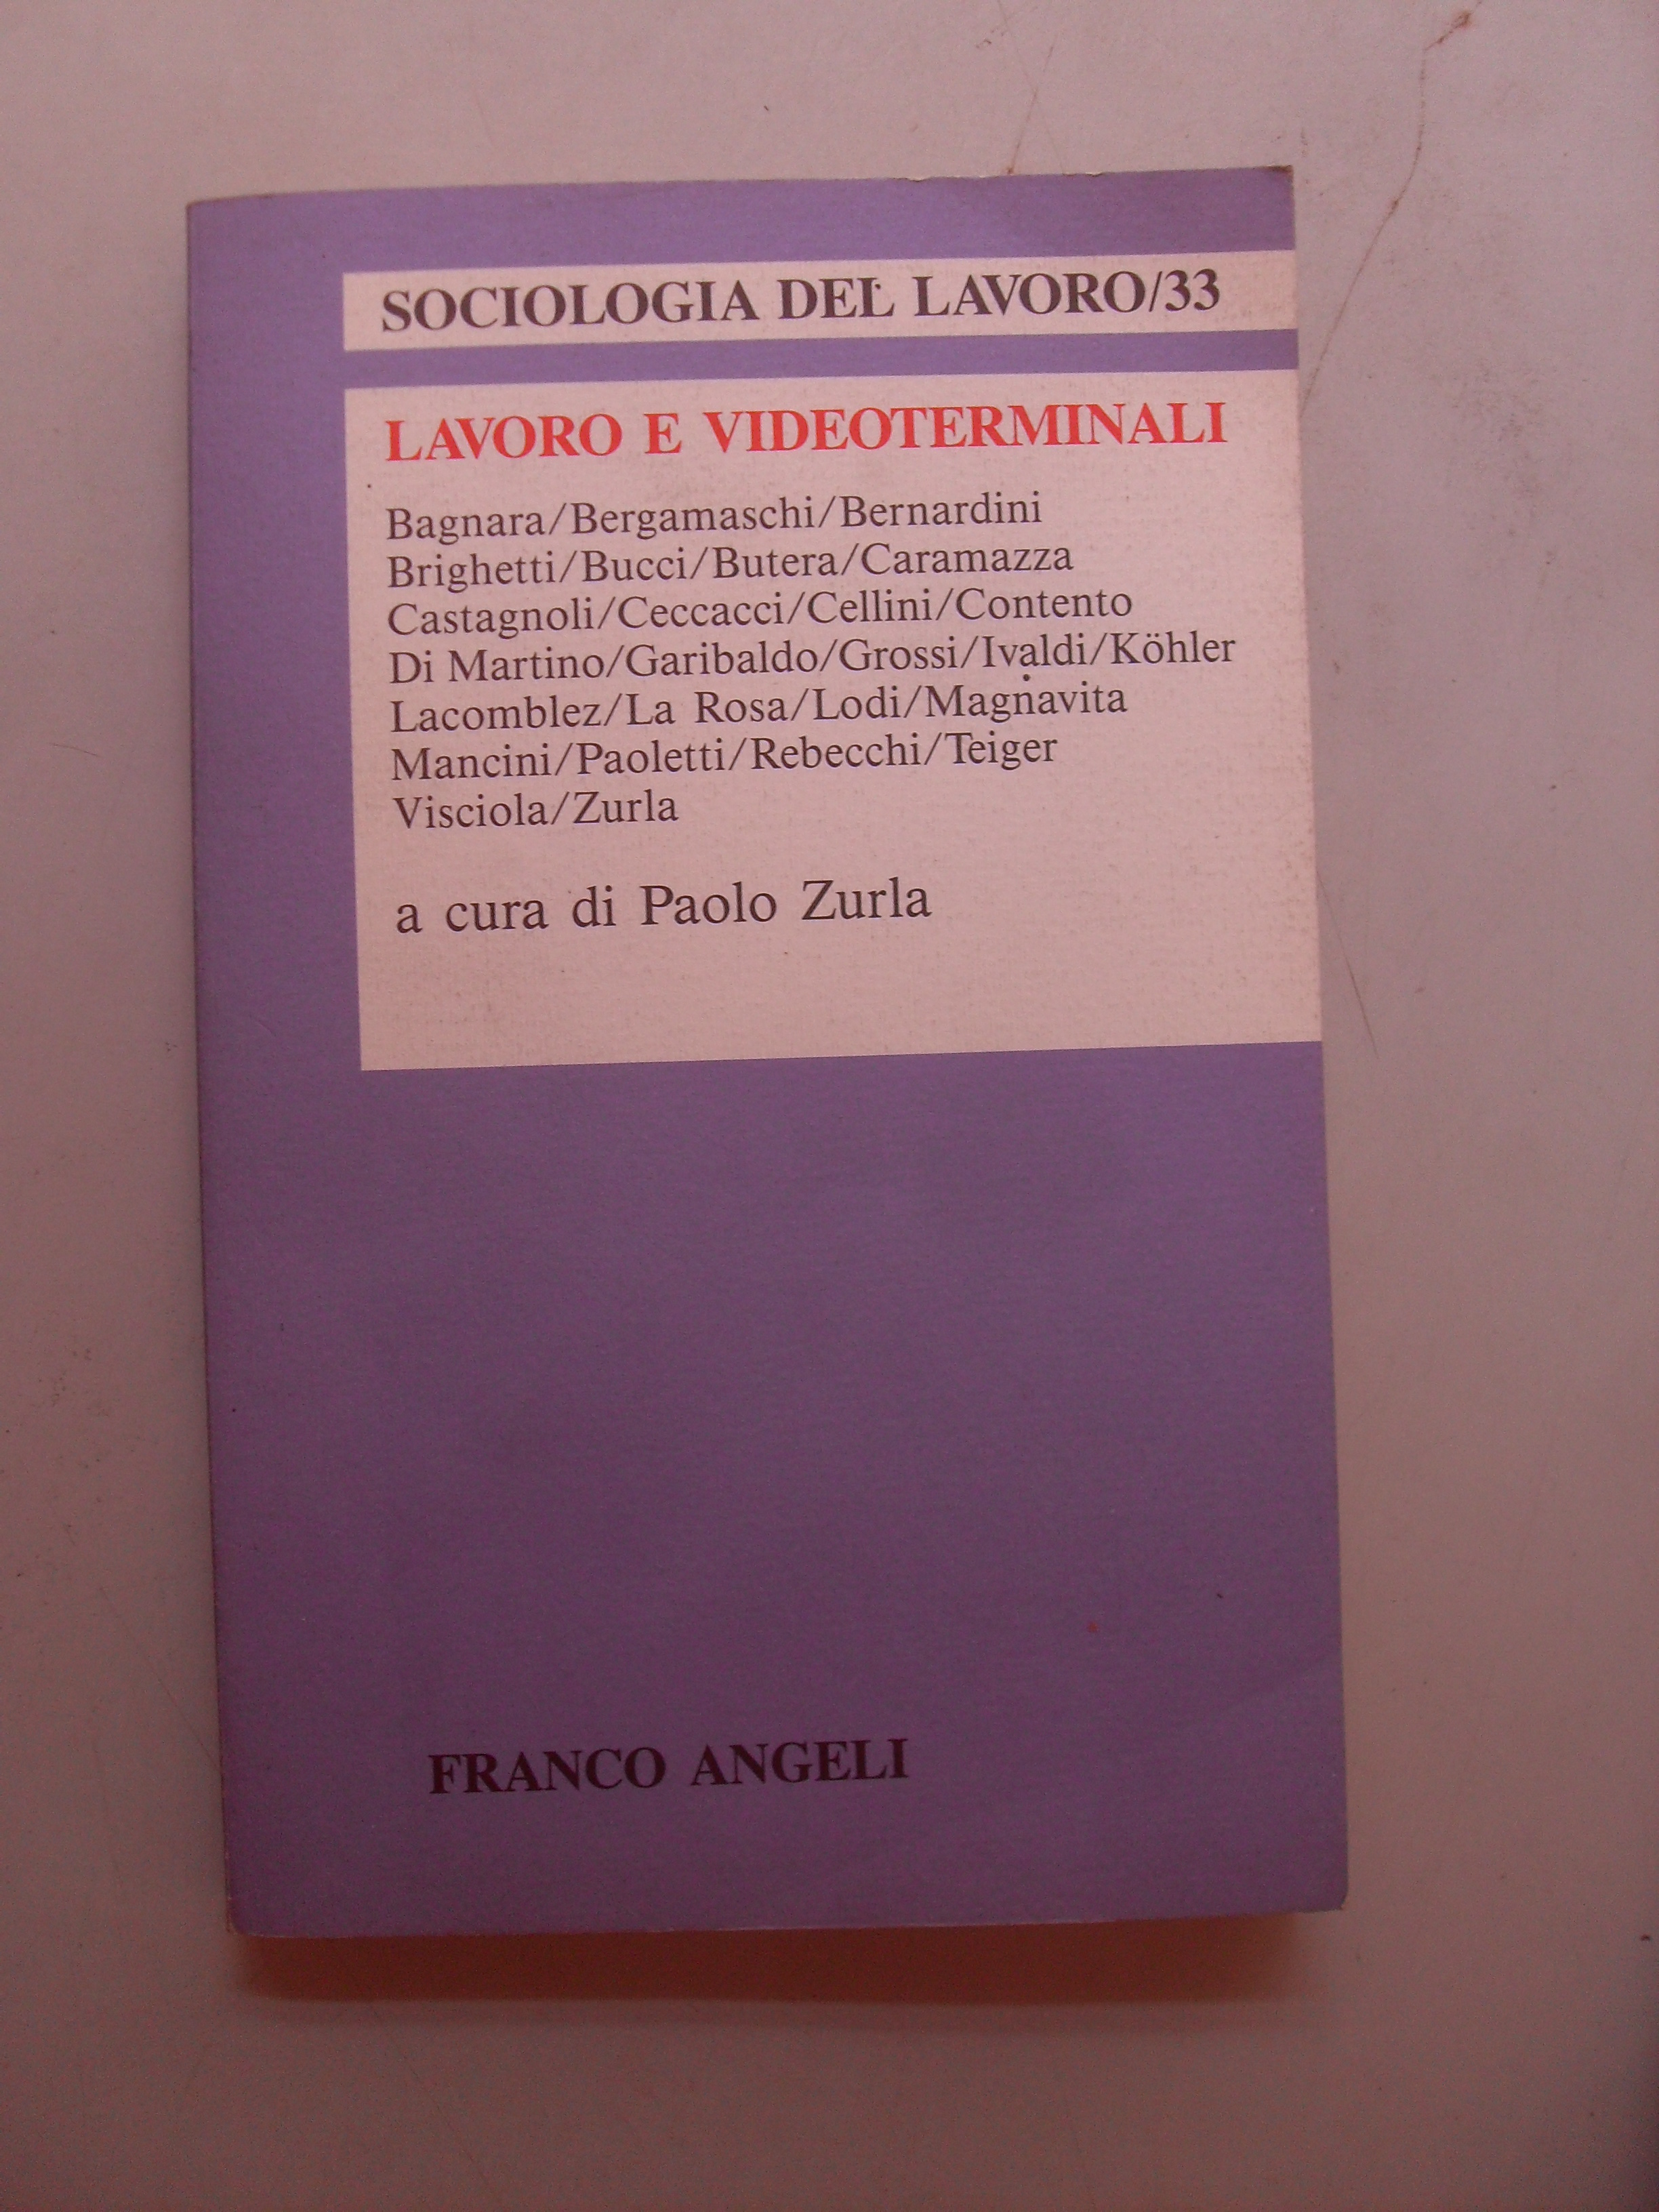 SOCIOLOGIA DEL LAVORO/33
LAVORO E VIDEOTERMINALI
Bagnara/Bergamaschi/Bernardini
Brighetti/Bucci/Butera/Caramazza
Castagnoli/Ceccacci/Cellini/Contento
Di Martino/Garibaldo/Grossi/Ivaldi/Köhler
Lacomblez/La Rosa/Lodi/Magnavita
Mancini/Paoletti/Rebecchi/Teiger
Visciola/Zurla
a cura di Paolo Zurla
FRANCO ANGELI